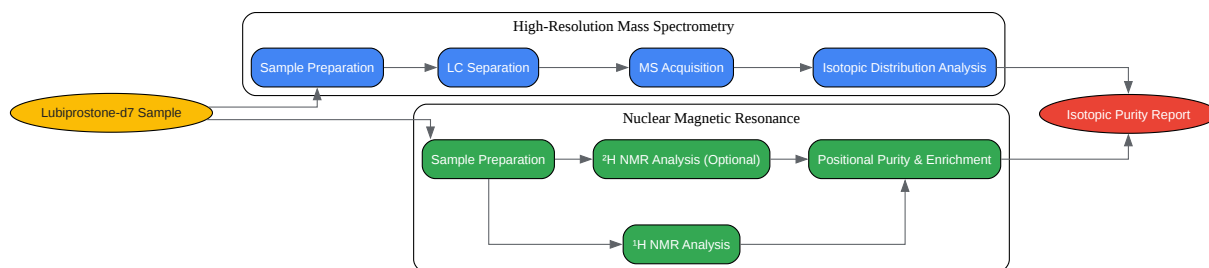 High-Resolution Mass Spectrometry
Sample Preparation
LC Separation
MS Acquisition
Isotopic Distribution Analysis
Lubiprostone-d7 Sample
Isotopic Purity Report
Nuclear Magnetic Resonance
Sample Preparation
²H NMR Analysis (Optional)
Positional Purity & Enrichment
¹H NMR Analysis